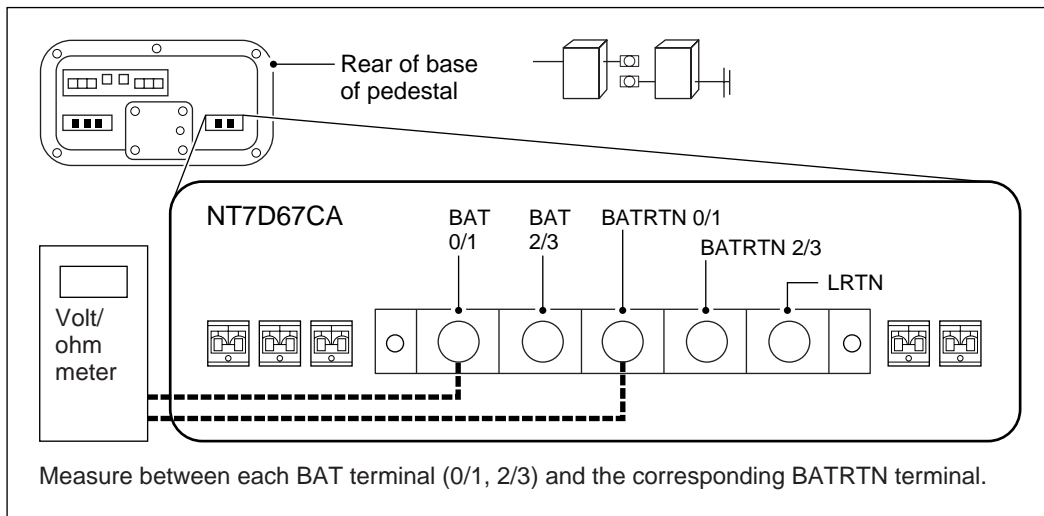 Rear of base
of pedestal
NT7D67CA
BAT
0/1
BAT
2/3
BATRTN 0/1
BATRTN 2/3
LRTN
Volt/
ohm
meter
Measure between each BAT terminal (0/1, 2/3) and the corresponding BATRTN terminal.